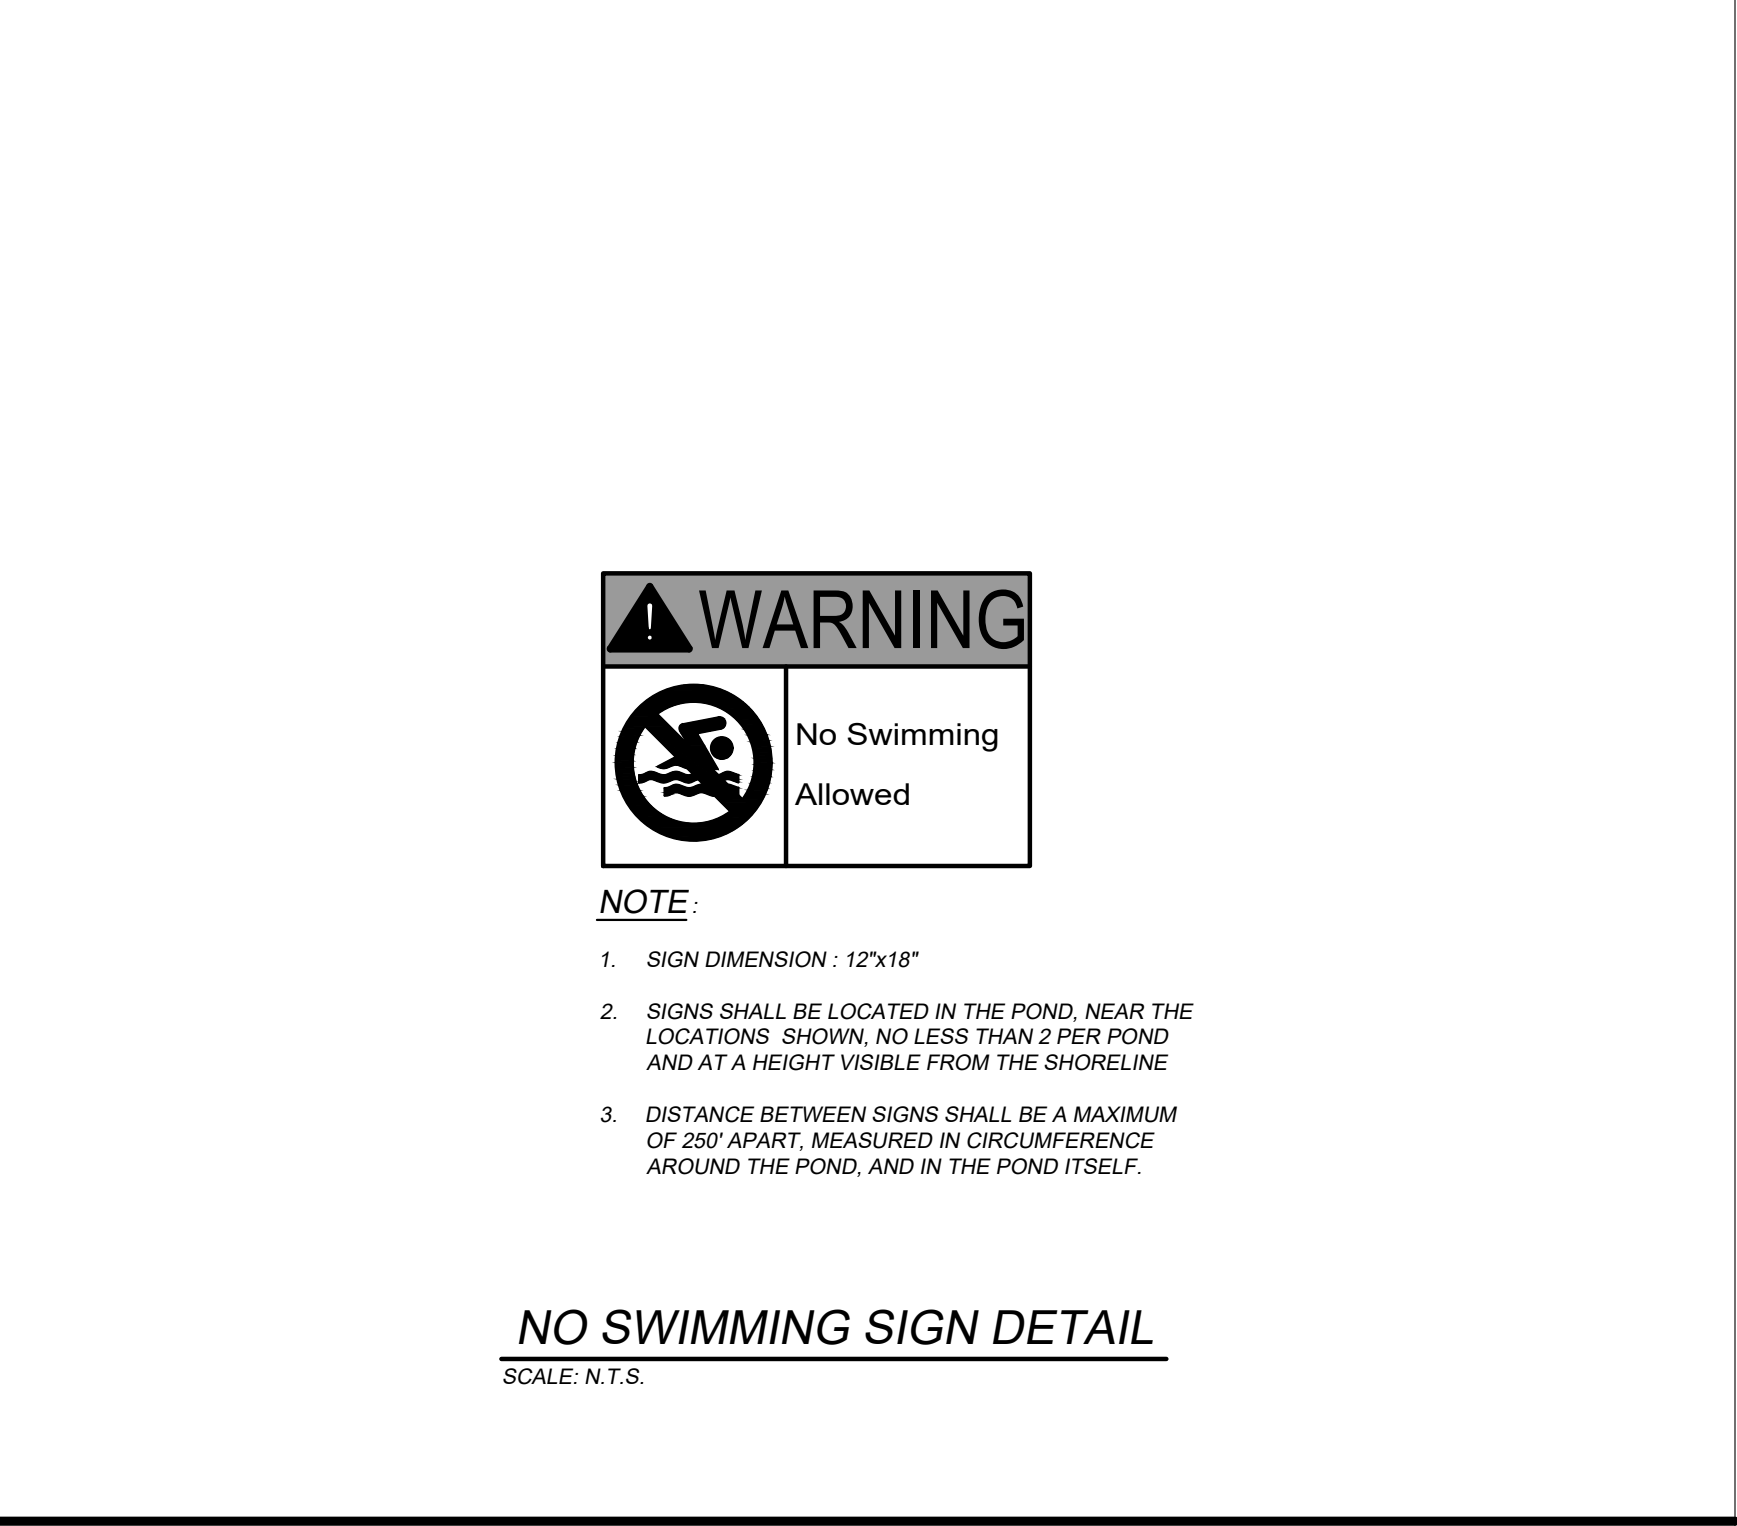 ! WARNING
No Swimming
Allowed
NOTE :
1. SIGN DIMENSION : 12"x18"
2. SIGNS SHALL BE LOCATED IN THE POND, NEAR THE
LOCATIONS SHOWN, NO LESS THAN 2 PER POND
AND AT A HEIGHT VISIBLE FROM THE SHORELINE
3. DISTANCE BETWEEN SIGNS SHALL BE A MAXIMUM
OF 250' APART, MEASURED IN CIRCUMFERENCE
AROUND THE POND, AND IN THE POND ITSELF.
NO SWIMMING SIGN DETAIL
SCALE: N.T.S.